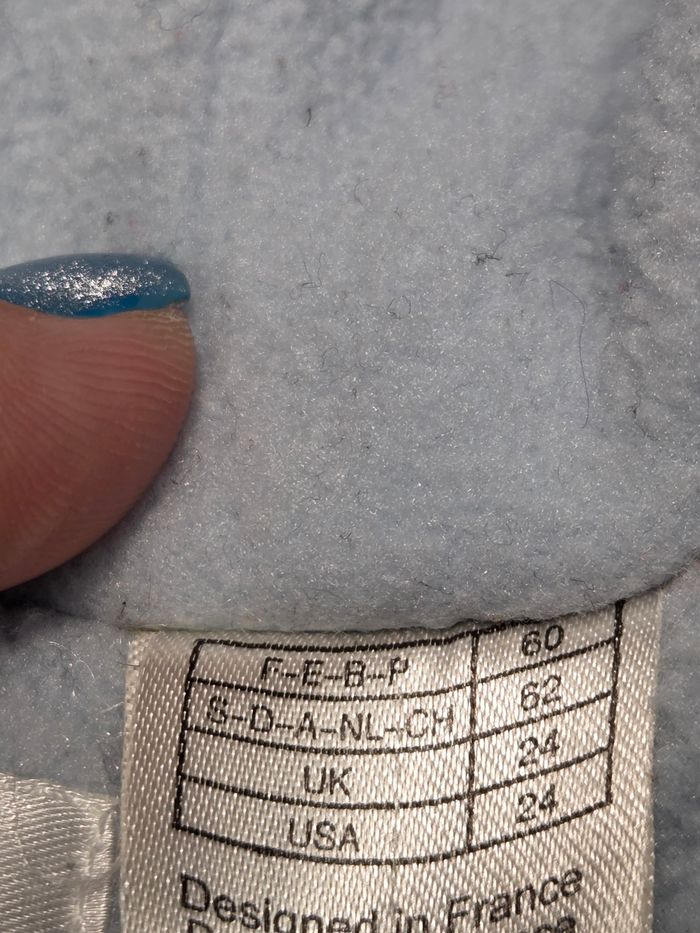 F-E-B-P 60
S-D-A-NL-CH 62
UK 24
USA 24
Designed in France